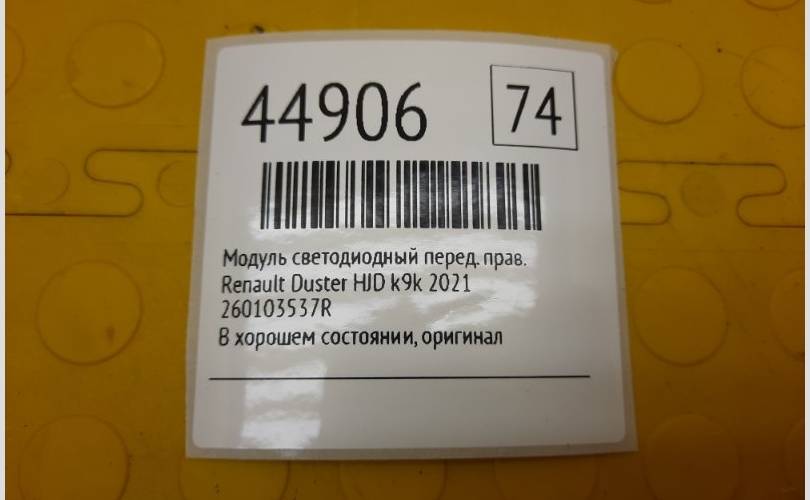 44906
74
Модуль светодиодный перед. прав.
Renault Duster HJD k9k 2021
260103537R
В хорошем состоянии, оригинал